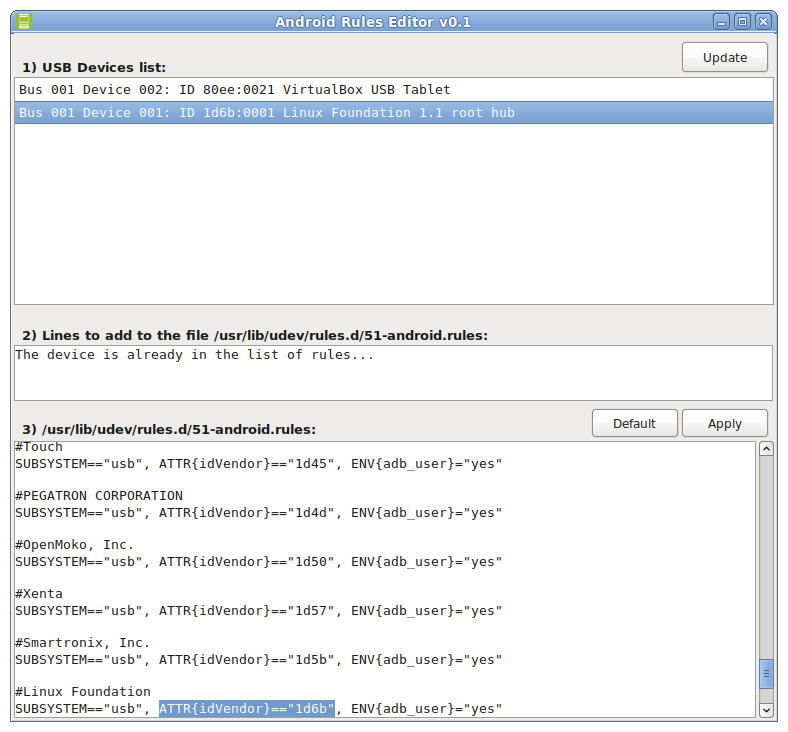 Android Rules Editor v0.1
1) USB Devices list:
Update
Bus 001 Device 002: ID 80ee:0021 VirtualBox USB Tablet
Bus 001 Device 001: ID 1d6b:0001 Linux Foundation 1.1 root hub
2) Lines to add to the file /usr/lib/udev/rules.d/51-android.rules:
The device is already in the list of rules...
3) /usr/lib/udev/rules.d/51-android.rules:
Default
Apply
#Touch
SUBSYSTEM=="usb", ATTR{idVendor}=="1d45", ENV{adb_user}="yes"
#PEGATRON CORPORATION
SUBSYSTEM=="usb", ATTR{idVendor}=="1d4d", ENV{adb_user}="yes"
#OpenMoko, Inc.
SUBSYSTEM=="usb", ATTR{idVendor}=="1d50", ENV{adb_user}="yes"
#Xenta
SUBSYSTEM=="usb", ATTR{idVendor}=="1d57", ENV{adb_user}="yes"
#Smartronix, Inc.
SUBSYSTEM=="usb", ATTR{idVendor}=="1d5b", ENV{adb_user}="yes"
#Linux Foundation
SUBSYSTEM=="usb", ATTR{idVendor}=="1d6b", ENV{adb_user}="yes"